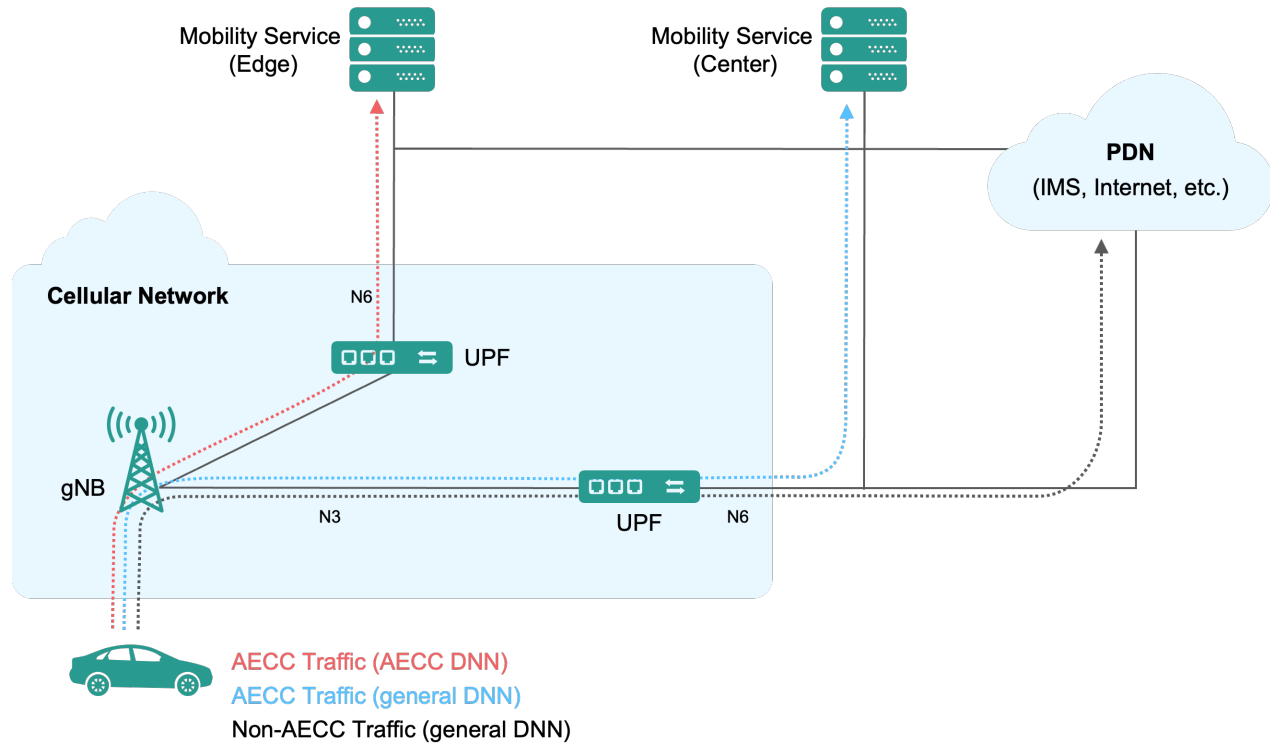 Mobility Service
(Edge)
Mobility Service
(Center)
PDN
(IMS, Internet, etc.)
Cellular Network
N6
UPF
gNB
N3
UPF
N6
AECC Traffic (AECC DNN)
AECC Traffic (general DNN)
Non-AECC Traffic (general DNN)